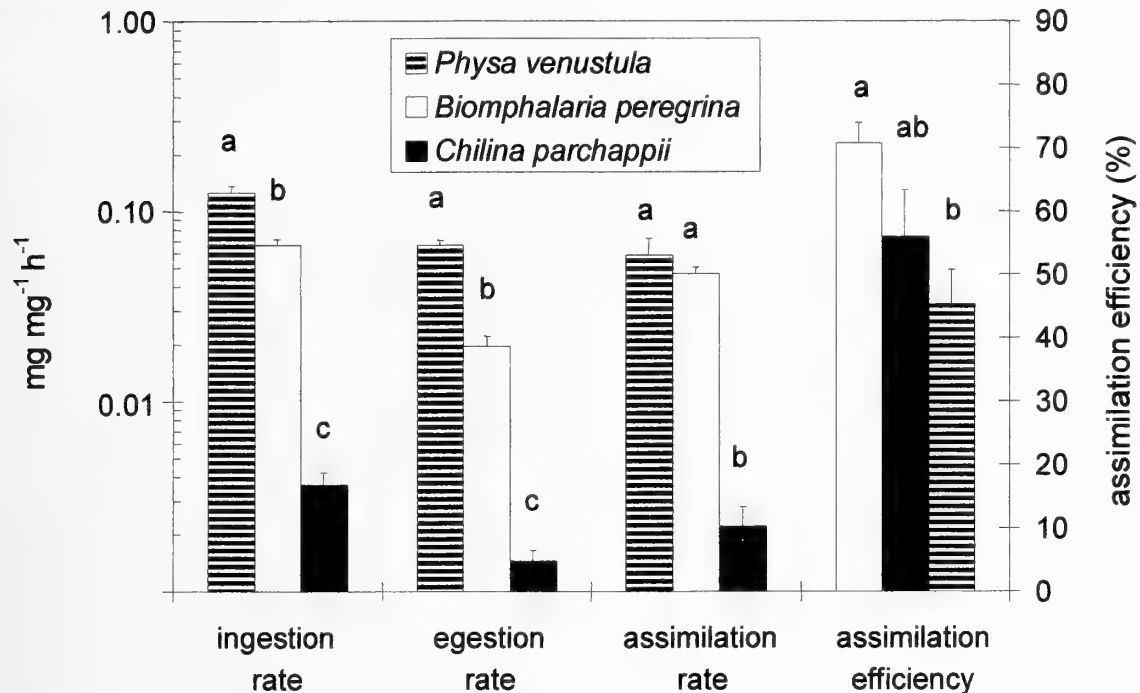 1.00
0.10
0.01
mg mg⁻¹ h⁻¹
Physa venustula
Biomphalaria peregrina
Chilina parchappii
a
b
c
a
b
c
a
a
b
a
ab
b
90
80
70
60
50
40
30
20
10
0
assimilation efficiency (%)
ingestion
rate
egestion
rate
assimilation
rate
assimilation
efficiency